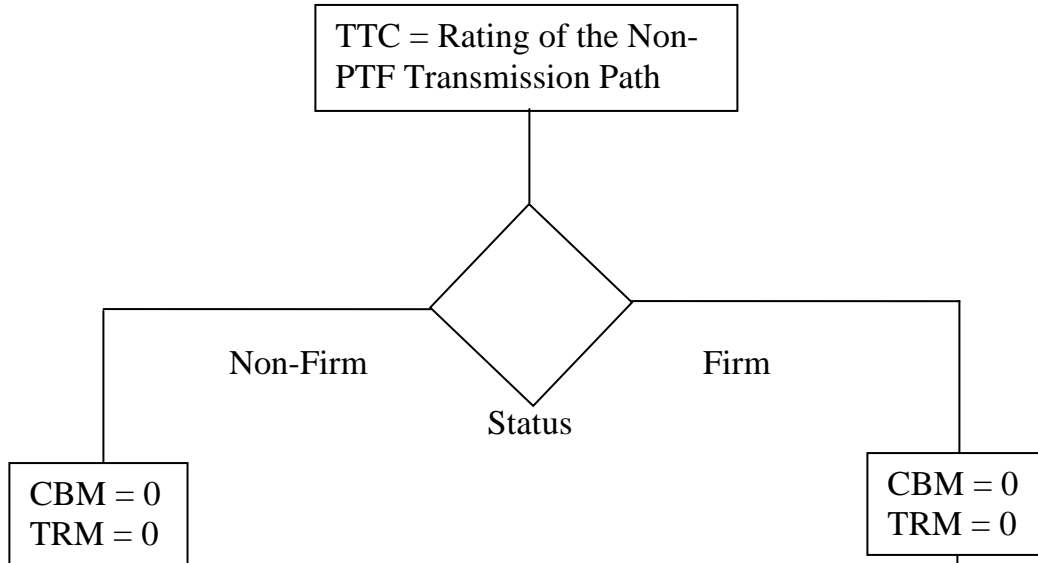 TTC = Rating of the Non-
PTF Transmission Path
Non-Firm
Firm
Status
CBM = 0
TRM = 0
CBM = 0
TRM = 0